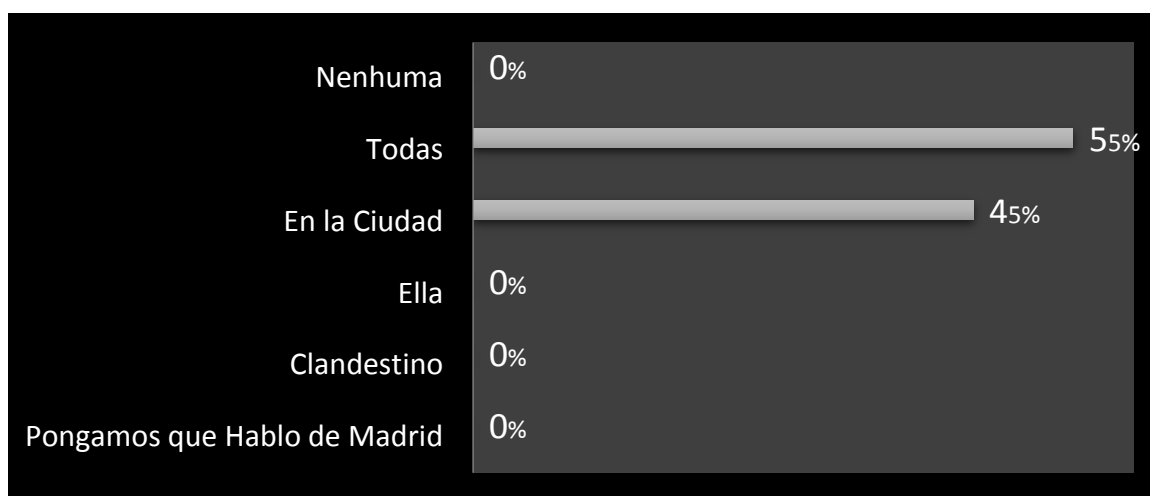 Nenhuma 0%
Todas 55%
En la Ciudad 45%
Ella 0%
Clandestino 0%
Pongamos que Hablo de Madrid 0%